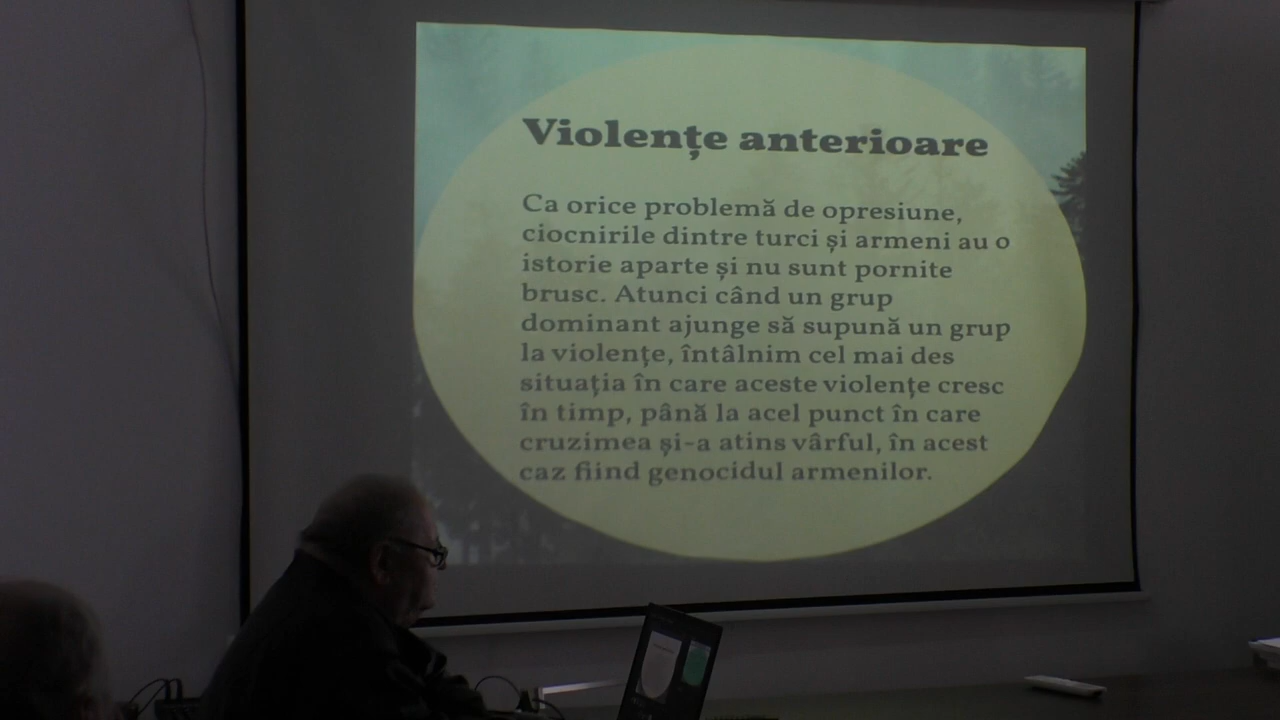 Violențe anterioare
Ca orice problemă de opresiune,
ciocnirile dintre turci și armeni au o
istorie aparte și nu sunt pornite
brusc. Atunci când un grup
dominant ajunge să supună un grup
la violențe, întâlnim cel mai des
situația în care aceste violențe cresc
în timp, până la acel punct în care
cruzimea și-a atins vârful, în acest
caz fiind genocidul armenilor.